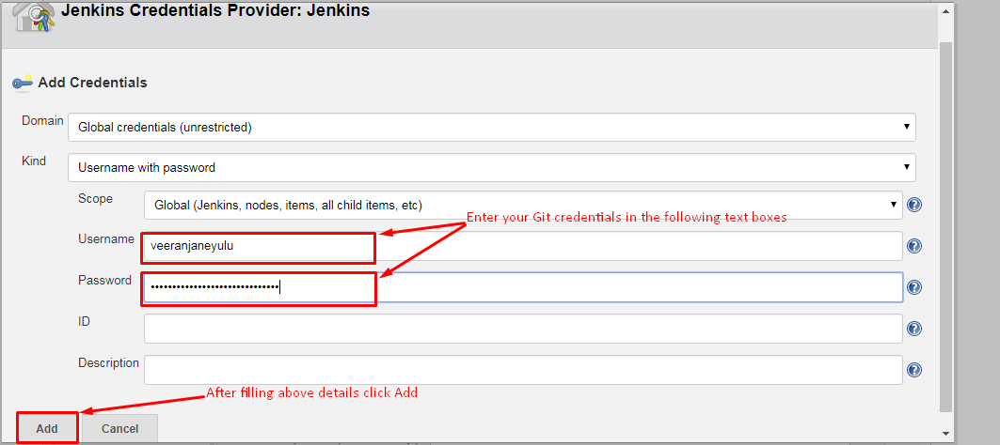 Jenkins Credentials Provider: Jenkins
Add Credentials
Domain
Global credentials (unrestricted)
Kind
Username with password
Scope
Global (Jenkins, nodes, items, all child items, etc)
Enter your Git credentials in the following text boxes
Username
veeranjaneyulu
Password
••••••••••••••••••••••••••••••
ID
Description
After filling above details click Add
Add
Cancel